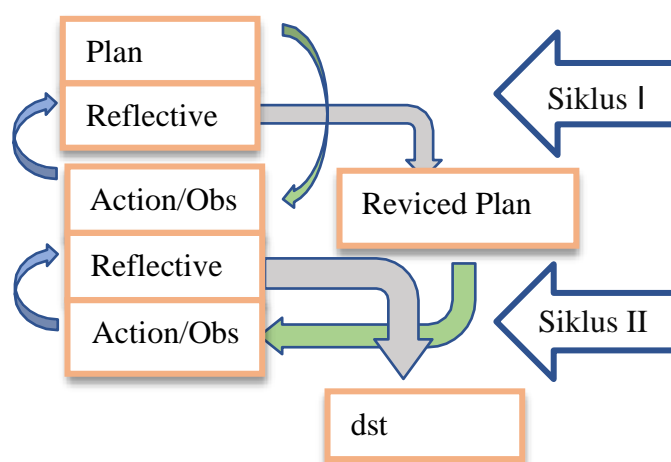 Plan
Reflective
Siklus I
Action/Obs
Reviced Plan
Reflective
Action/Obs
Siklus II
dst